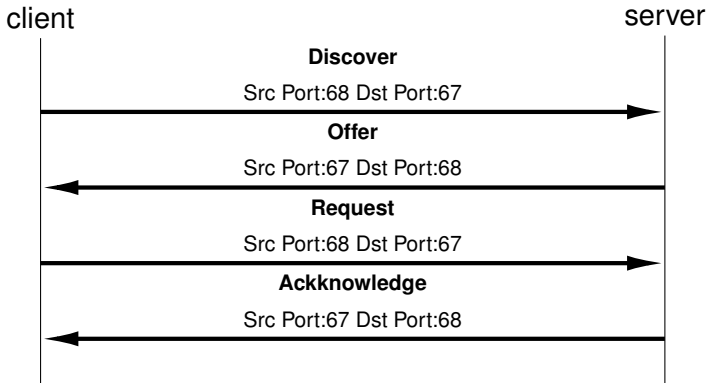 client
server
Discover
Src Port:68 Dst Port:67
Offer
Src Port:67 Dst Port:68
Request
Src Port:68 Dst Port:67
Ackknowledge
Src Port:67 Dst Port:68